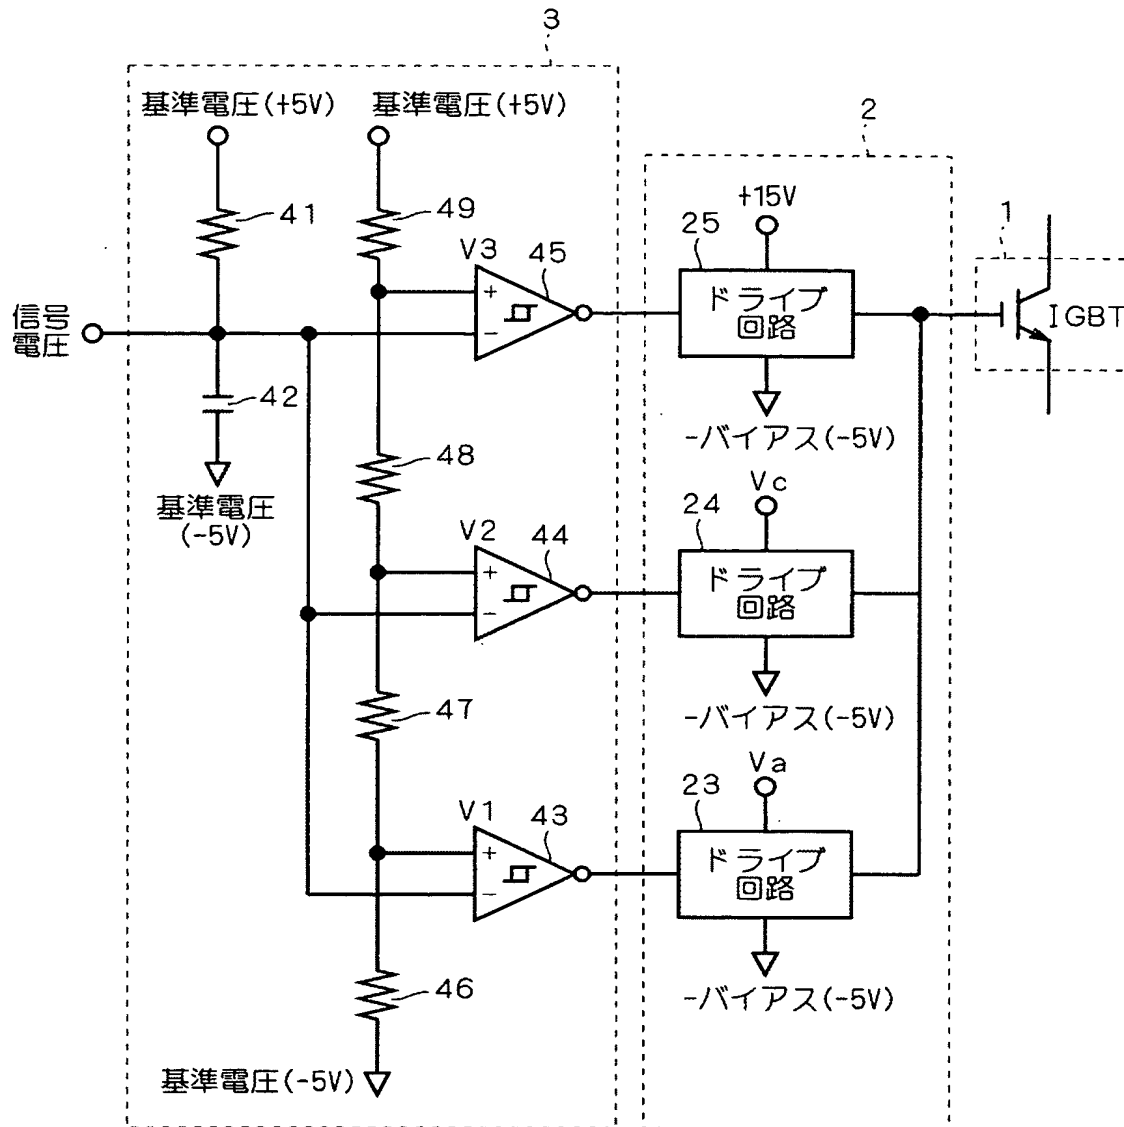 3
基準電圧(+5V)
基準電圧(+5V)
2
+15V
41
49
25
1
V3
45
ドライブ
回路
信号
電圧
IGBT
42
-バイアス(-5V)
48
Vc
基準電圧
(-5V)
V2
44
24
ドライブ
回路
47
-バイアス(-5V)
Va
V1
43
23
ドライブ
回路
46
-バイアス(-5V)
基準電圧(-5V)
+
−
+
−
+
−